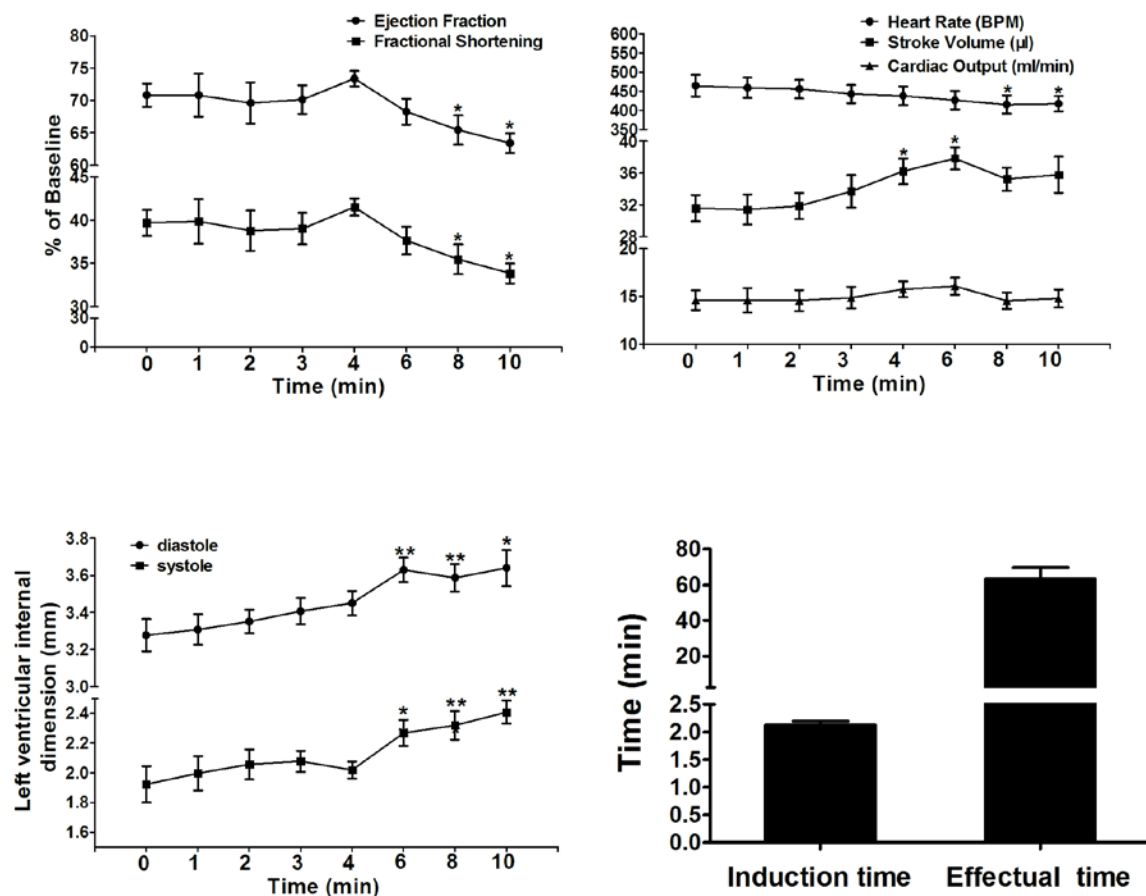 Ejection Fraction
Fractional Shortening
% of Baseline
80
75
70
65
60
45
40
35
30
30
0
*
*
*
*
0 1 2 3 4 6 8 10
Time (min)
Heart Rate (BPM)
Stroke Volume (µl)
Cardiac Output (ml/min)
600
550
500
450
400
350
40
36
32
28
20
15
10
*
*
*
*
0 1 2 3 4 6 8 10
Time (min)
diastole
systole
Left ventricular internal
dimension (mm)
3.8
3.6
3.4
3.2
3.0
2.4
2.2
2.0
1.8
1.6
** ** *
* ** **
0 1 2 3 4 6 8 10
Time (min)
Time (min)
80
60
40
20
2.5
2.0
1.5
1.0
0.5
0.0
Induction time Effectual time